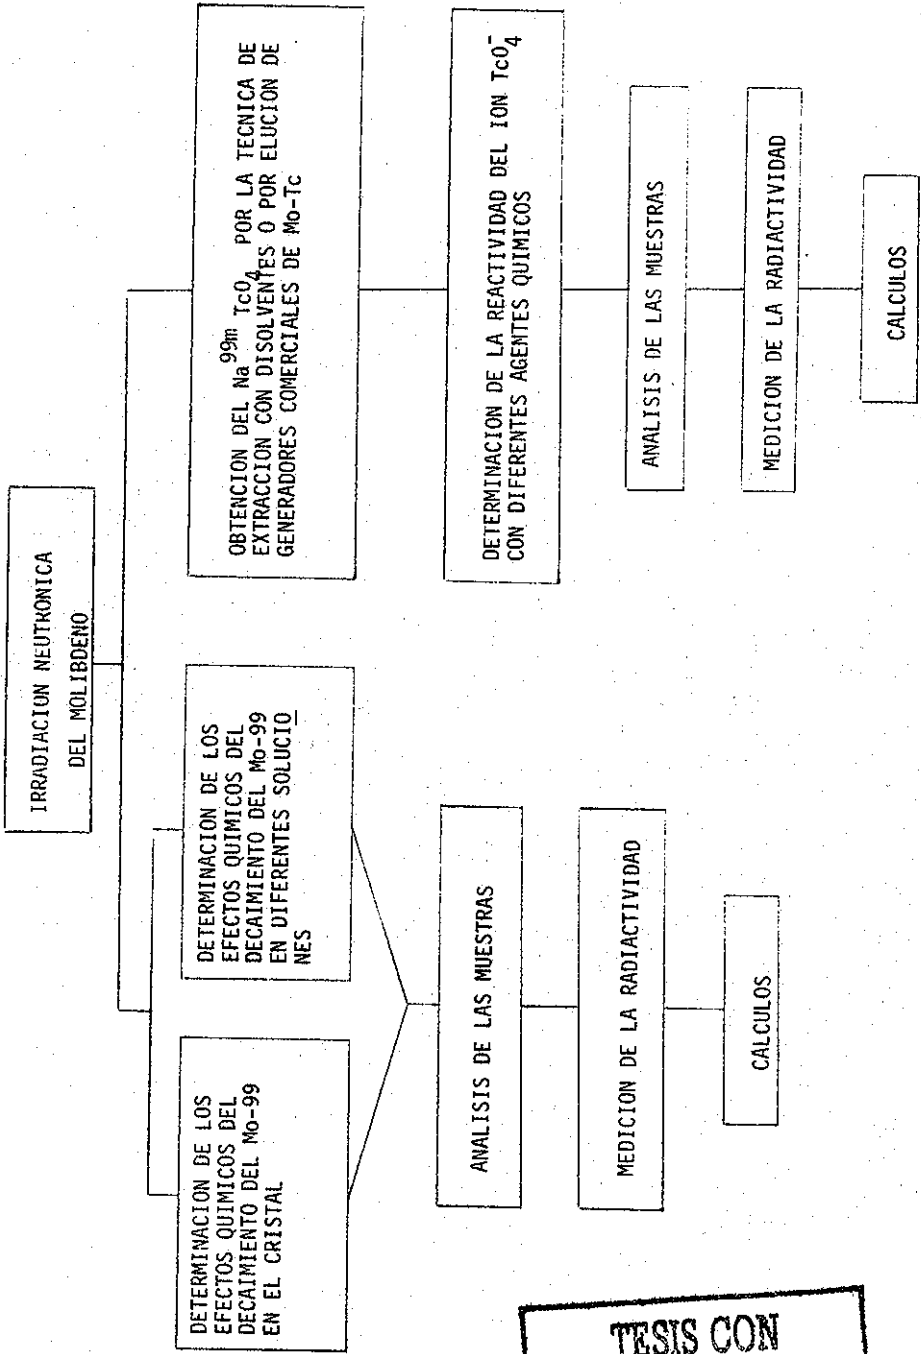 IRRADIACION NEUTRONICA
DEL MOLIBDENO
DETERMINACION DE LOS
EFECTOS QUIMICOS DEL
DECAIMIENTO DEL Mo-99
EN EL CRISTAL
DETERMINACION DE LOS
EFECTOS QUIMICOS DEL
DECAIMIENTO DEL Mo-99
EN DIFERENTES SOLUCIO
NES
ANALISIS DE LAS MUESTRAS
MEDICION DE LA RADIACTIVIDAD
CALCULOS
OBTENCION DEL Na ⁹⁹ᵐ TcO₄ POR LA TECNICA DE
EXTRACCION CON DISOLVENTES O POR ELUCION DE
GENERADORES COMERCIALES DE Mo-Tc
DETERMINACION DE LA REACTIVIDAD DEL ION TcO₄⁻
CON DIFERENTES AGENTES QUIMICOS
ANALISIS DE LAS MUESTRAS
MEDICION DE LA RADIACTIVIDAD
CALCULOS
TESIS CON